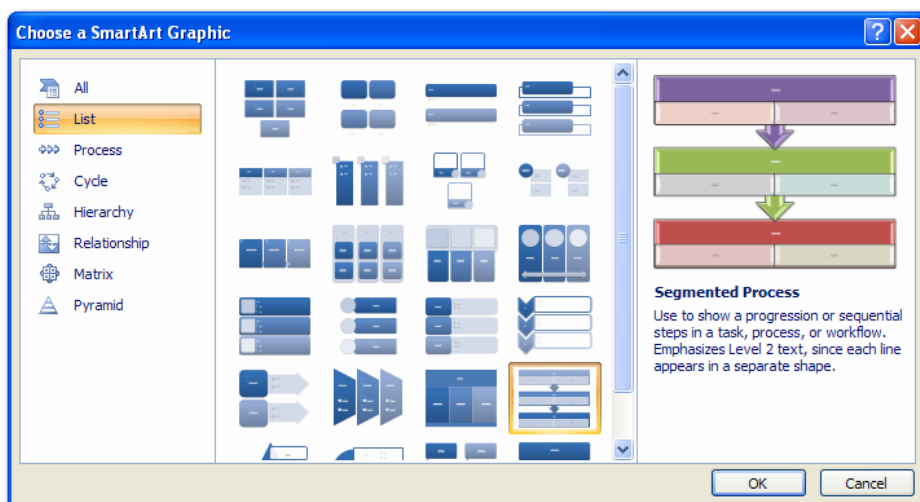 Choose a SmartArt Graphic
All
List
Process
Cycle
Hierarchy
Relationship
Matrix
Pyramid
Segmented Process
Use to show a progression or sequential
steps in a task, process, or workflow.
Emphasizes Level 2 text, since each line
appears in a separate shape.
OK
Cancel